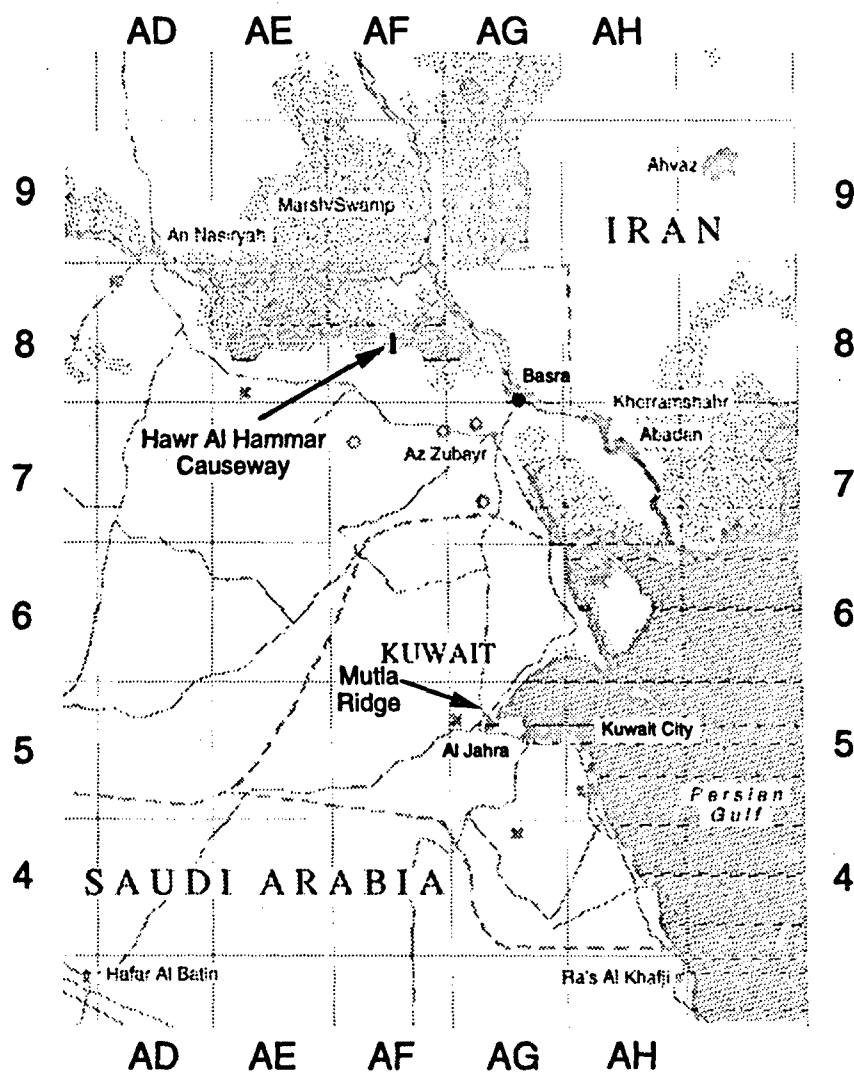 AD AE AF AG AH
9 Marsh/Swamp Ahvaz 9
An Nasiryah IRAN
8 8
Basra
Khorramshahr
Hawr Al Hammar
Causeway
Az Zubayr
Abadan
7 7
6 6
KUWAIT
Mutla
Ridge
Kuwait City
5 Al Jahra 5
Persian
Gulf
4 SAUDI ARABIA 4
Hafar Al Batin Ra's Al Khafji
AD AE AF AG AH